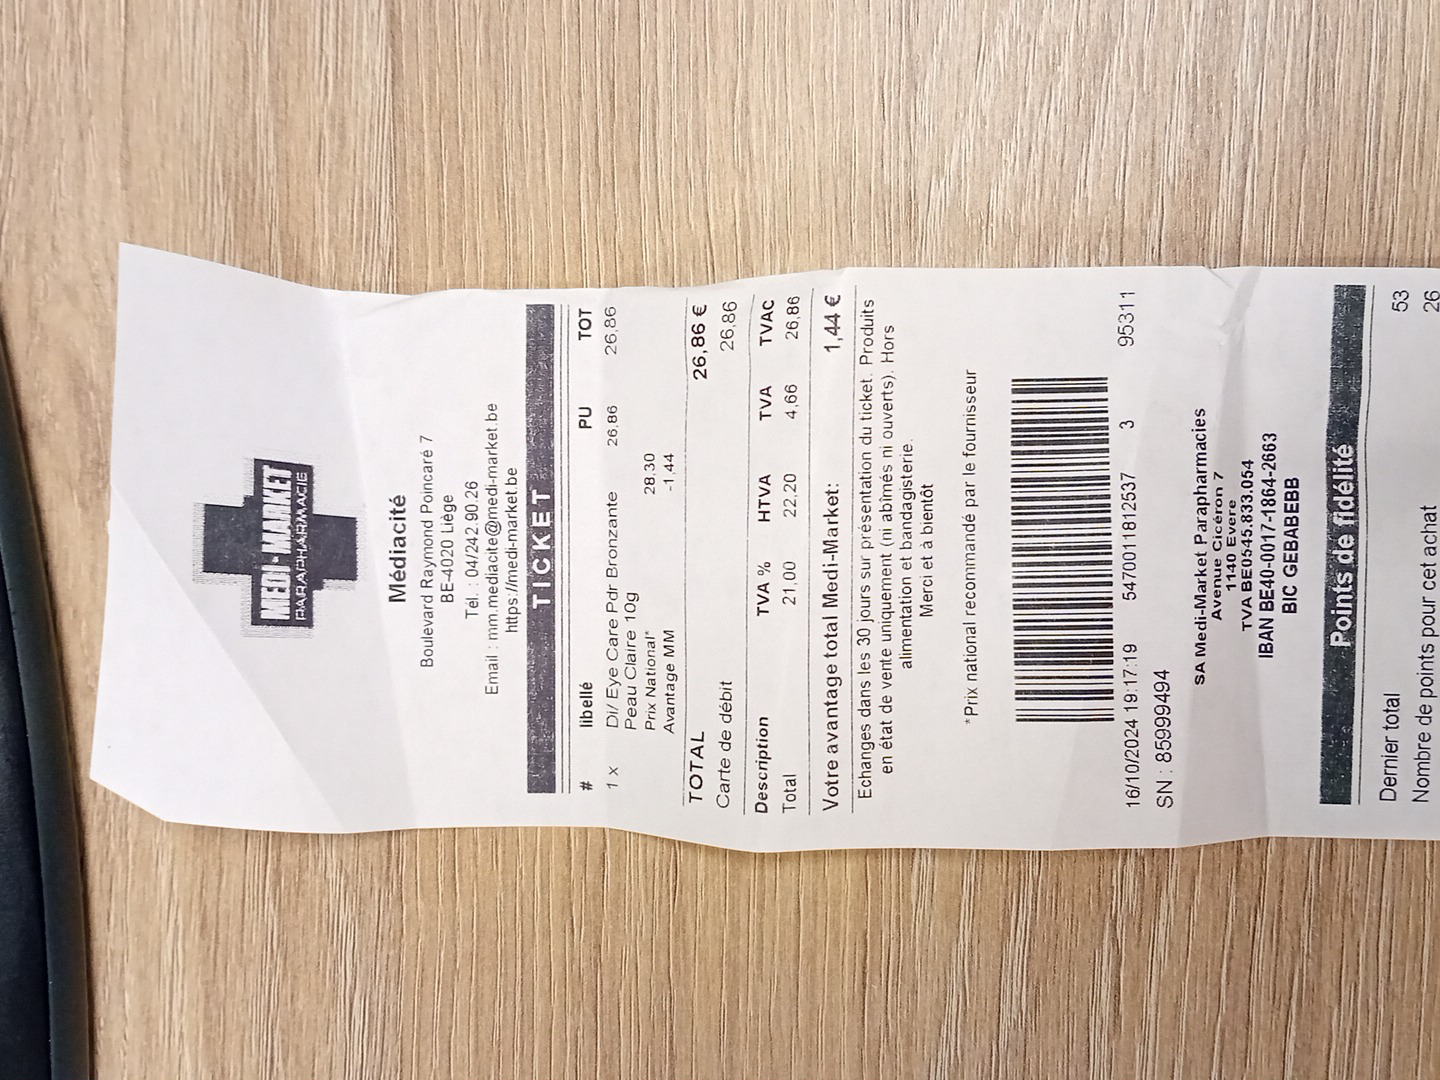 MEDI-MARKET
PARAPHARMACIE
Médiacité
Boulevard Raymond Poincaré 7
BE-4020 Liège
Tél. : 04/242.90.26
Email : mm.mediacite@medi-market.be
https://medi-market.be
TICKET
# libellé PU TOT
1 x Di/ Eye Care Pdr Bronzante 26,86 26,86
Peau Claire 10g
Prix National* 28,30
Avantage MM -1,44
TOTAL 26,86 €
Carte de débit 26,86
Description TVA % HTVA TVA TVAC
Total 21,00 22,20 4,66 26,86
Votre avantage total Medi-Market: 1,44 €
Echanges dans les 30 jours sur présentation du ticket. Produits
en état de vente uniquement (ni abîmés ni ouverts). Hors
alimentation et bandagisterie.
Merci et à bientôt
*Prix national recommandé par le fournisseur
16/10/2024 19:17:19 5470011812537 3 95311
SN : 85999494
SA Medi-Market Parapharmacies
Avenue Cicéron 7
1140 Evere
TVA BE0545.833.054
IBAN BE40-0017-1864-2663
BIC GEBABEBB
Points de fidélité
Dernier total 53
Nombre de points pour cet achat 26